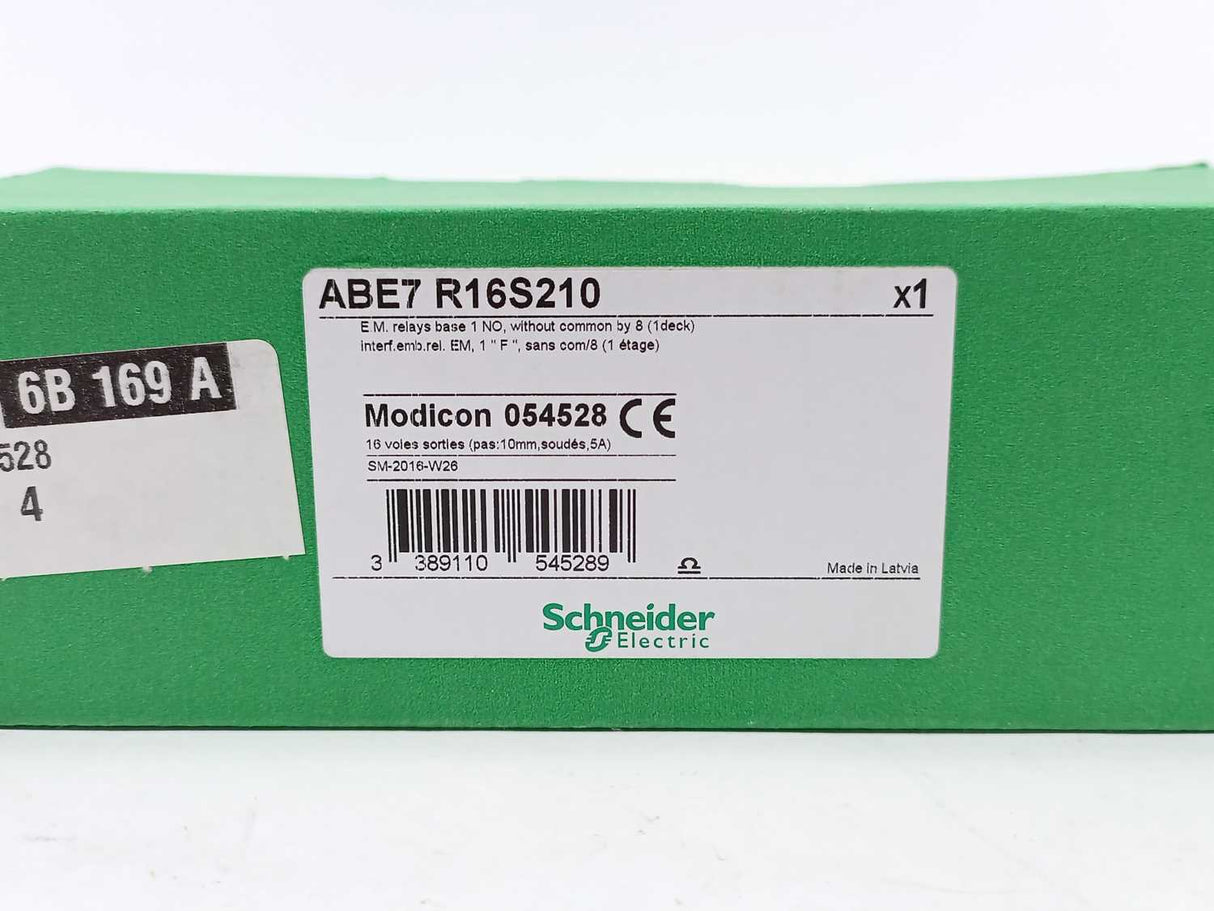 ABE7 R16S210 x1
E.M. relays base 1 NO, without common by 8 (1deck)
interf.emb.rel. EM, 1 " F ", sans com/8 (1 étage)
Modicon 054528 CE
16 voies sorties (pas:10mm,soudés,5A)
SM-2016-W26
3 389110 545289
Made in Latvia
Schneider
Electric
6B 169 A
528
4